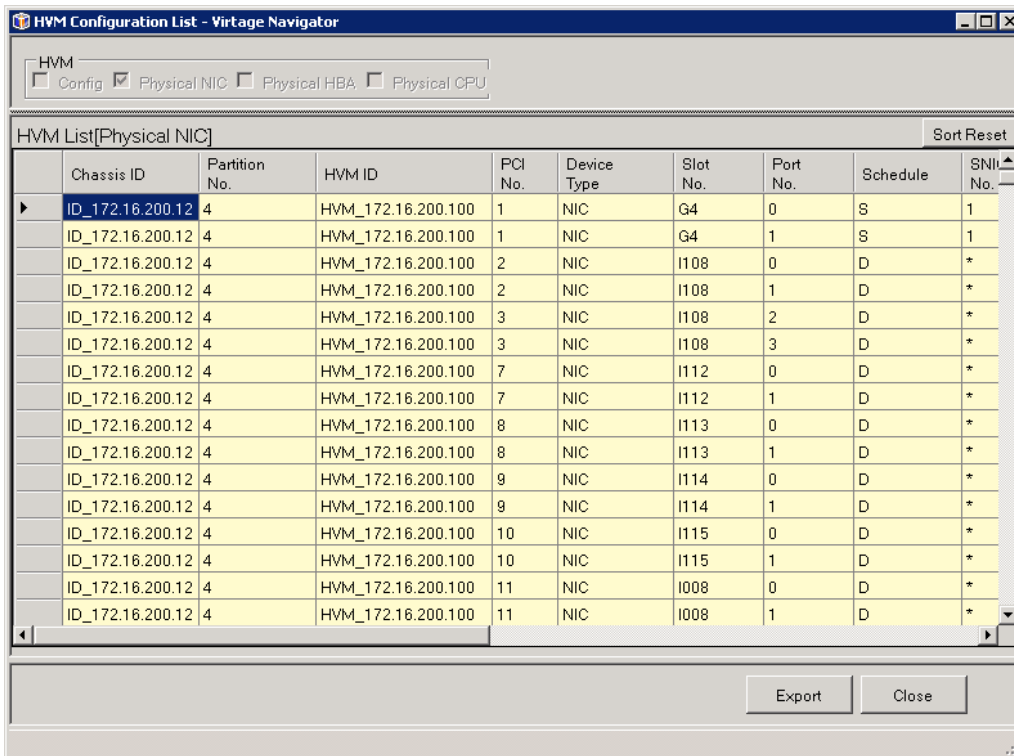 HVM Configuration List - Virtage Navigator
HVM
Config Physical NIC Physical HBA Physical CPU
HVM List[Physical NIC] Sort Reset
Chassis ID Partition No. HVM ID PCI No. Device Type Slot No. Port No. Schedule No.
ID_172.16.200.12 4 HVM_172.16.200.100 1 NIC G4 0 S 1
ID_172.16.200.12 4 HVM_172.16.200.100 1 NIC G4 1 S 1
ID_172.16.200.12 4 HVM_172.16.200.100 2 NIC I108 0 D *
ID_172.16.200.12 4 HVM_172.16.200.100 2 NIC I108 1 D *
ID_172.16.200.12 4 HVM_172.16.200.100 3 NIC I108 2 D *
ID_172.16.200.12 4 HVM_172.16.200.100 3 NIC I108 3 D *
ID_172.16.200.12 4 HVM_172.16.200.100 7 NIC I112 0 D *
ID_172.16.200.12 4 HVM_172.16.200.100 7 NIC I112 1 D *
ID_172.16.200.12 4 HVM_172.16.200.100 8 NIC I113 0 D *
ID_172.16.200.12 4 HVM_172.16.200.100 8 NIC I113 1 D *
ID_172.16.200.12 4 HVM_172.16.200.100 9 NIC I114 0 D *
ID_172.16.200.12 4 HVM_172.16.200.100 9 NIC I114 1 D *
ID_172.16.200.12 4 HVM_172.16.200.100 10 NIC I115 0 D *
ID_172.16.200.12 4 HVM_172.16.200.100 10 NIC I115 1 D *
ID_172.16.200.12 4 HVM_172.16.200.100 11 NIC I008 0 D *
ID_172.16.200.12 4 HVM_172.16.200.100 11 NIC I008 1 D *
Export Close